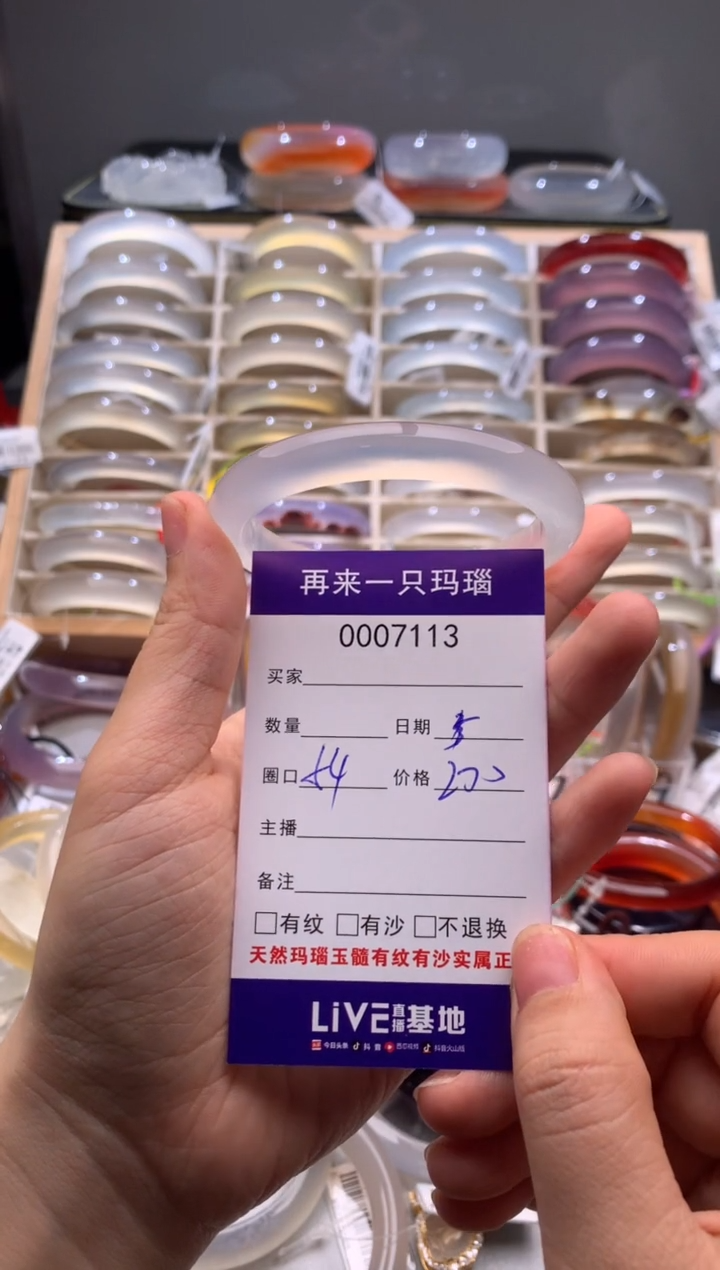 再来一只玛瑙
0007113
买家
数量 日期
圈口 54 价格 200
主播
备注
□有纹 □有沙 □不退换
天然玛瑙玉髓有纹有沙实属正
LiVE直播基地
今日头条 抖音 西瓜视频 抖音火山版